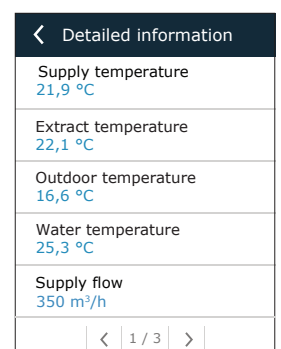 Detailed information
Supply temperature
21,9 °C
Extract temperature
22,1 °C
Outdoor temperature
16,6 °C
Water temperature
25,3 °C
Supply flow
350 m³/h
1 / 3